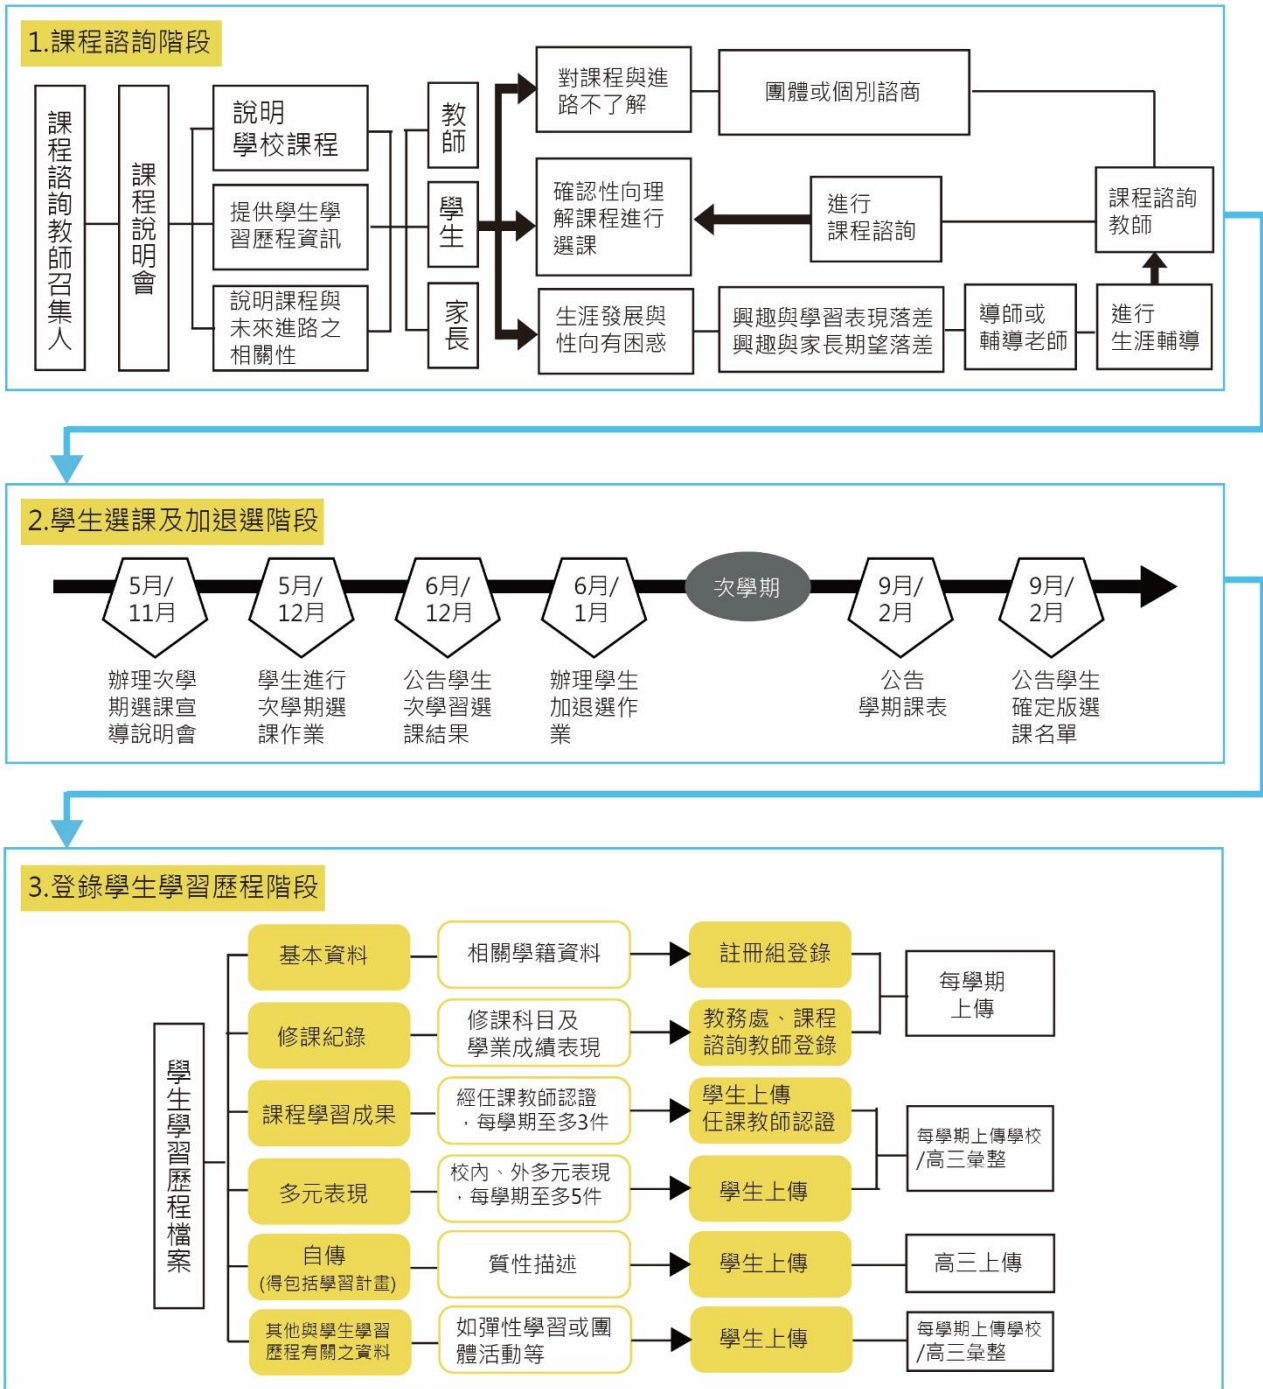 1.課程諮詢階段
課程諮詢教師召集人
課程說明會
說明
學校課程
提供學生學
習歷程資訊
說明課程與
未來進路之
相關性
教師
學生
家長
對課程與進
路不了解
團體或個別諮商
確認性向理
解課程進行
選課
進行
課程諮詢
課程諮詢
教師
生涯發展與
性向有困惑
興趣與學習表現落差
興趣與家長期望落差
導師或
輔導老師
進行
生涯輔導
2.學生選課及加退選階段
5月/
11月
5月/
12月
6月/
12月
6月/
1月
次學期
9月/
2月
9月/
2月
辦理次學
期選課宣
導說明會
學生進行
次學期選
課作業
公告學生
次學習選
課結果
辦理學生
加退選作
業
公告
學期課表
公告學生
確定版選
課名單
3.登錄學生學習歷程階段
學生學習歷程檔案
基本資料
相關學籍資料
註冊組登錄
每學期
上傳
修課紀錄
修課科目及
學業成績表現
教務處、課程
諮詢教師登錄
課程學習成果
經任課教師認證
，每學期至多3件
學生上傳
任課教師認證
每學期上傳學校
/高三彙整
多元表現
校內、外多元表現
，每學期至多5件
學生上傳
自傳
(得包括學習計畫)
質性描述
學生上傳
高三上傳
其他與學生學習
歷程有關之資料
如彈性學習或團
體活動等
學生上傳
每學期上傳學校
/高三彙整